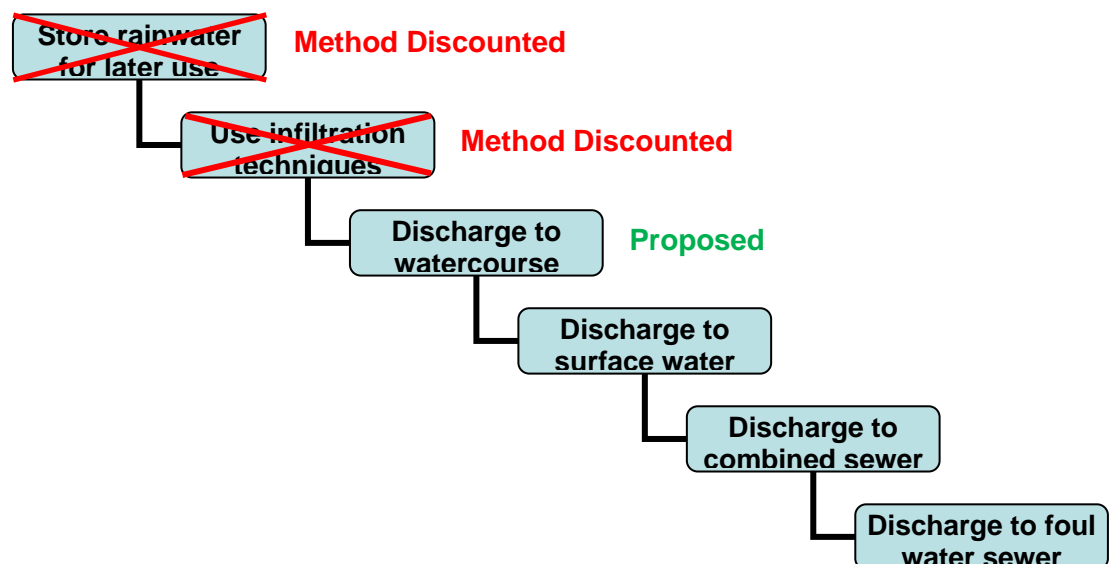 Store rainwater
for later use
Method Discounted
Use infiltration
techniques
Method Discounted
Discharge to
watercourse
Proposed
Discharge to
surface water
Discharge to
combined sewer
Discharge to foul
water sewer